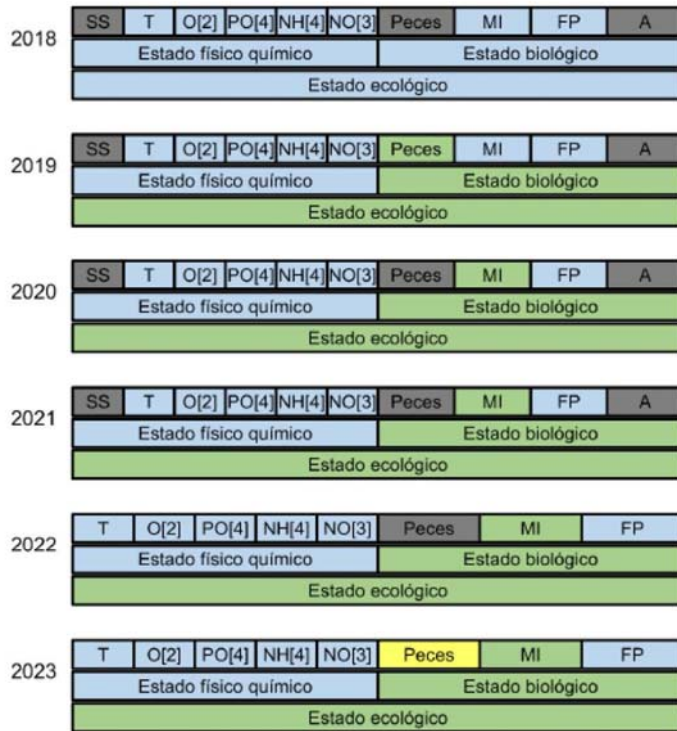 2018
SS T O[2] PO[4] NH[4] NO[3] Peces MI FP A
Estado físico químico Estado biológico
Estado ecológico
2019
SS T O[2] PO[4] NH[4] NO[3] Peces MI FP A
Estado físico químico Estado biológico
Estado ecológico
2020
SS T O[2] PO[4] NH[4] NO[3] Peces MI FP A
Estado físico químico Estado biológico
Estado ecológico
2021
SS T O[2] PO[4] NH[4] NO[3] Peces MI FP A
Estado físico químico Estado biológico
Estado ecológico
2022
T O[2] PO[4] NH[4] NO[3] Peces MI FP
Estado físico químico Estado biológico
Estado ecológico
2023
T O[2] PO[4] NH[4] NO[3] Peces MI FP
Estado físico químico Estado biológico
Estado ecológico